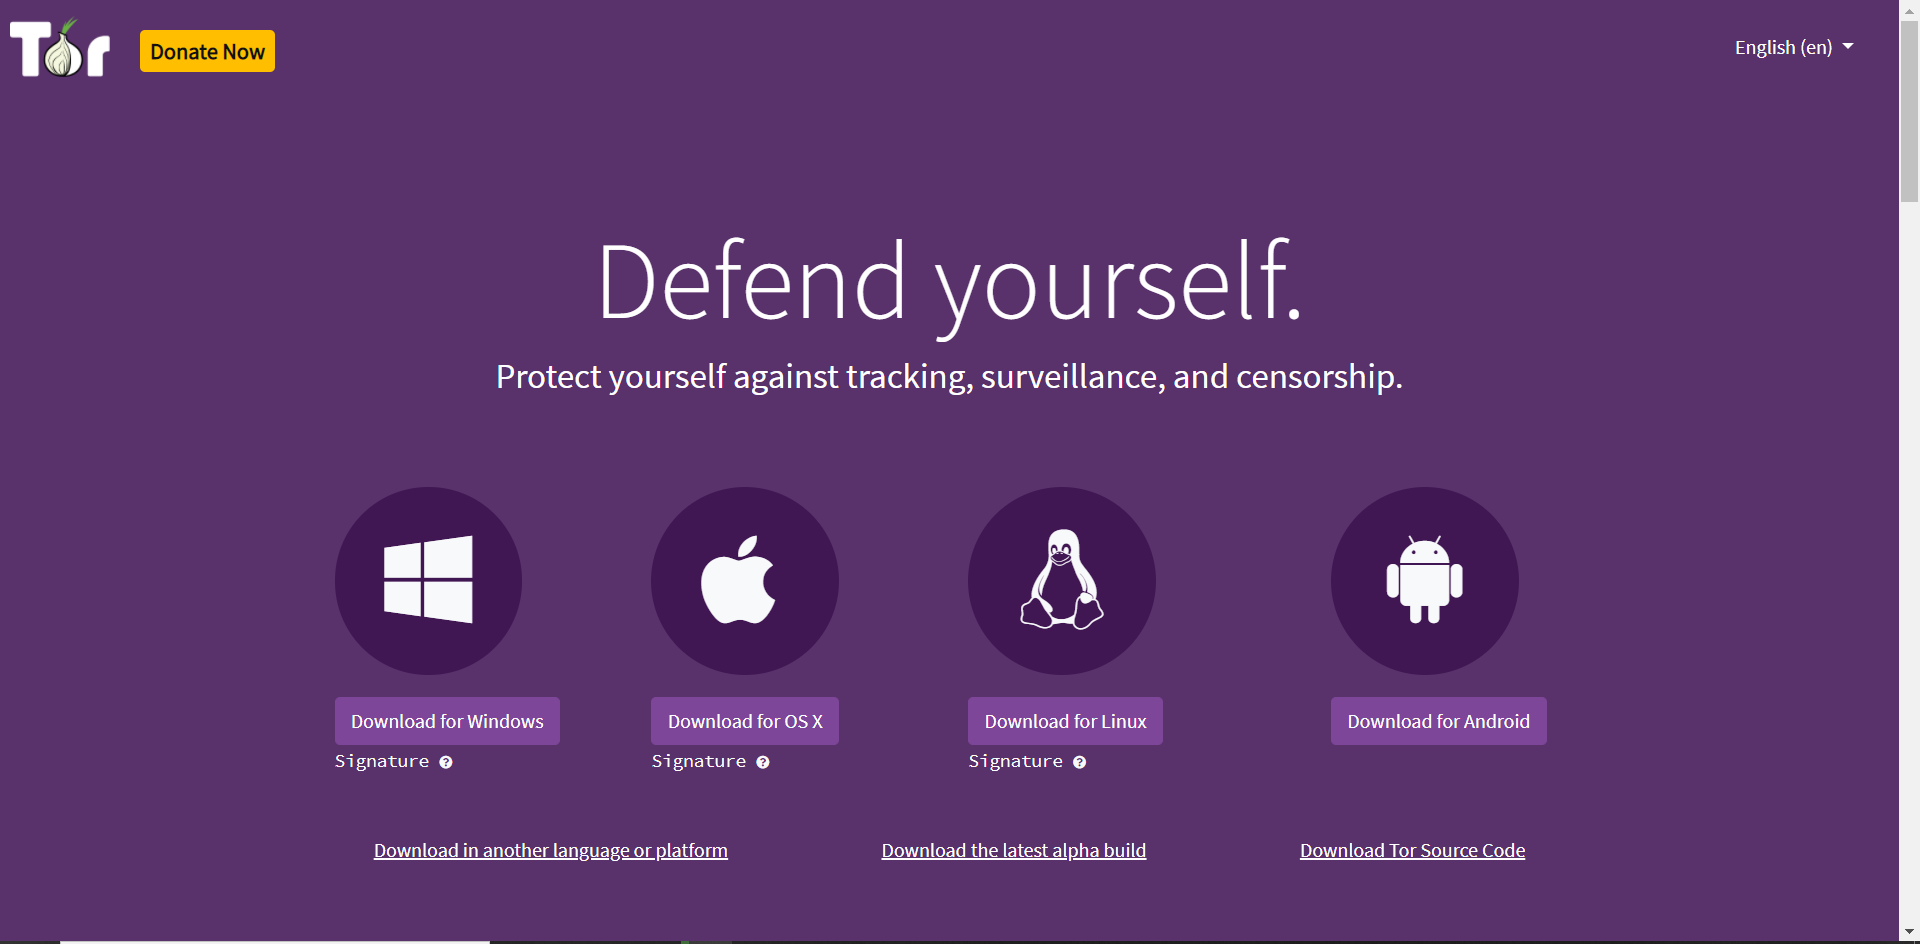 Tor
Donate Now
English (en)
Defend yourself.
Protect yourself against tracking, surveillance, and censorship.
Download for Windows
Download for OS X
Download for Linux
Download for Android
Signature ?
Signature ?
Signature ?
Download in another language or platform
Download the latest alpha build
Download Tor Source Code